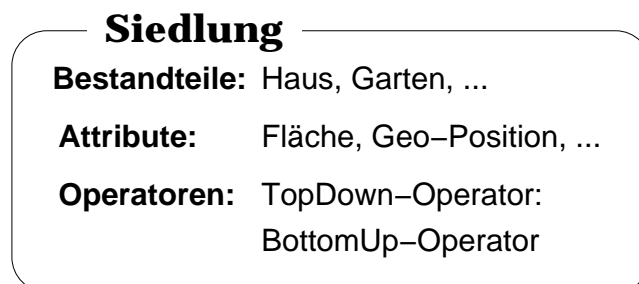 Siedlung
Bestandteile: Haus, Garten, ...
Attribute: Fläche, Geo−Position, ...
Operatoren: TopDown−Operator:
BottomUp−Operator